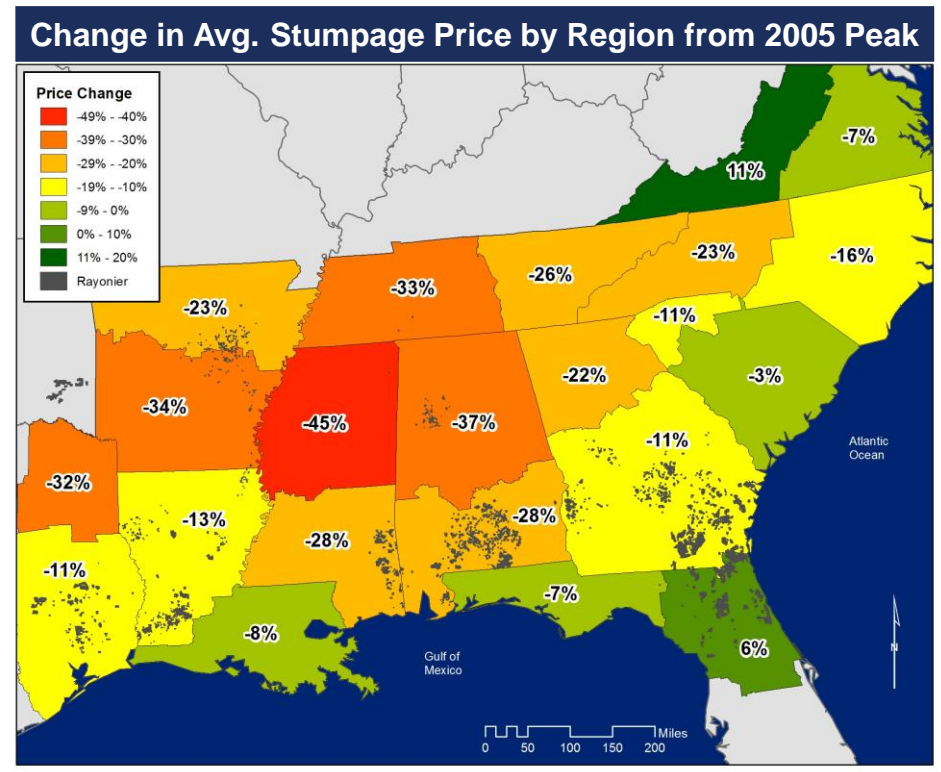 Change in Avg. Stumpage Price by Region from 2005 Peak
Price Change
-49% - -40%
-39% - -30%
-29% - -20%
-19% - -10%
-9% - 0%
0% - 10%
11% - 20%
Rayonier
-7%
11%
-16%
-23%
-26%
-33%
-23%
-11%
-3%
-22%
-34%
-45%
-37%
-11%
Atlantic
Ocean
-32%
-13%
-28%
-28%
-11%
-7%
-8%
6%
Gulf of
Mexico
N
Miles
0 50 100 150 200